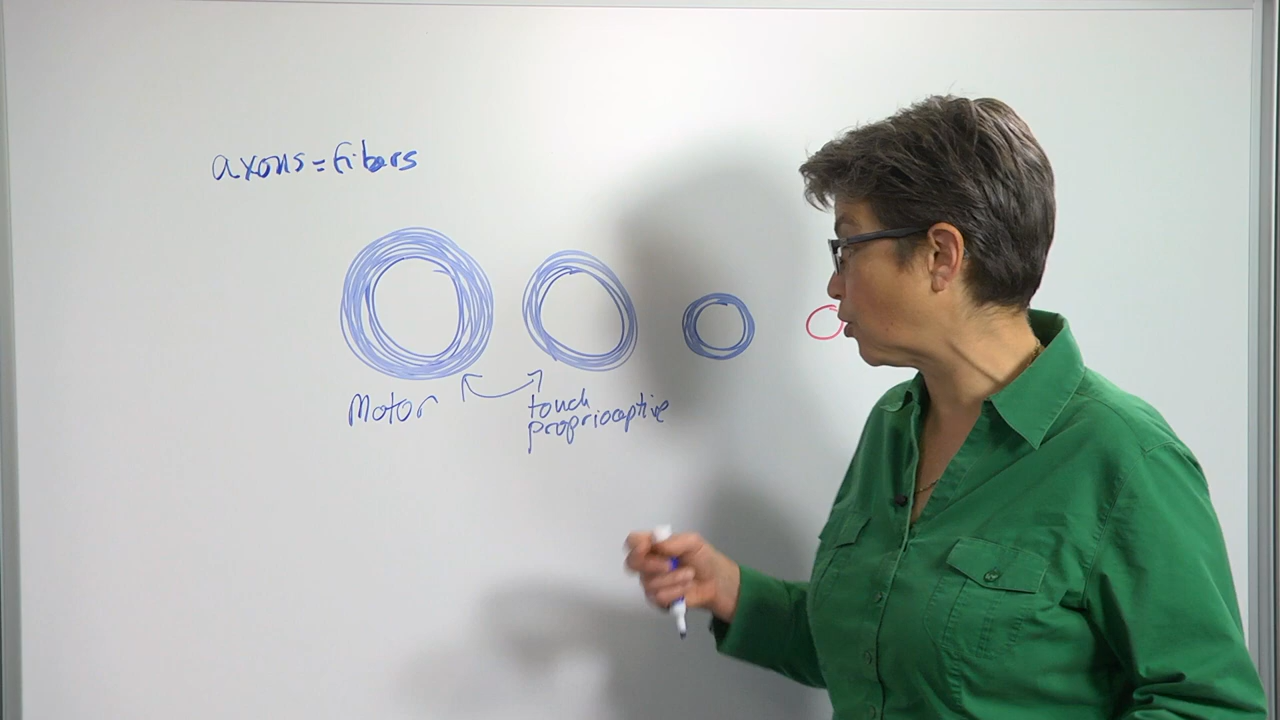 axons = fibers
Motor
touch
proprioceptive